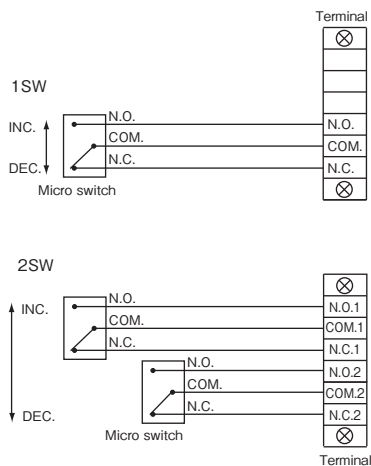 Terminal
1SW
INC.
N.O.
N.O.
COM.
COM.
DEC.
N.C.
N.C.
Micro switch
2SW
INC.
N.O.
N.O.1
COM.
COM.1
N.C.
N.C.1
N.O.
N.O.2
COM.
COM.2
DEC.
N.C.
N.C.2
Micro switch
Terminal